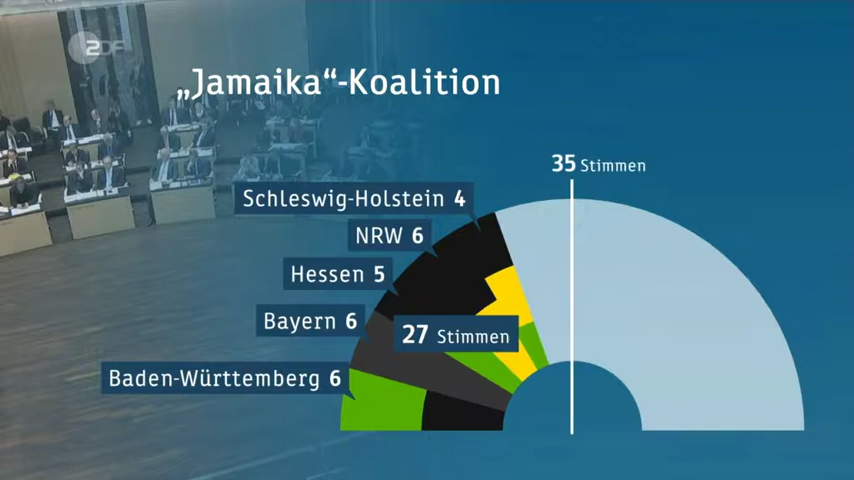 ZDF
„Jamaika“-Koalition
35 Stimmen
Schleswig-Holstein 4
NRW 6
Hessen 5
Bayern 6
27 Stimmen
Baden-Württemberg 6